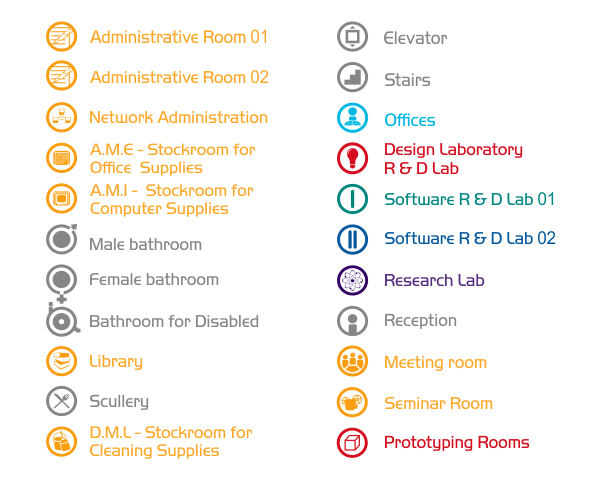 Administrative Room 01
Administrative Room 02
Network Administration
A.M.E - Stockroom for
Office Supplies
A.M.I - Stockroom for
Computer Supplies
Male bathroom
Female bathroom
Bathroom for Disabled
Library
Scullery
D.M.L - Stockroom for
Cleaning Supplies
Elevator
Stairs
Offices
Design Laboratory
R & D Lab
Software R & D Lab 01
Software R & D Lab 02
Research Lab
Reception
Meeting room
Seminar Room
Prototyping Rooms